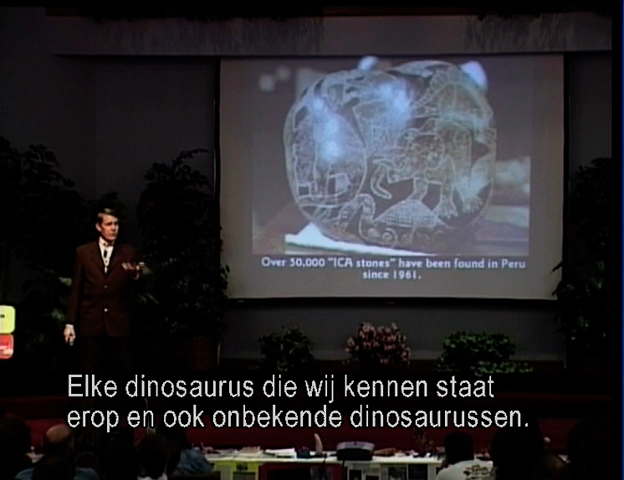 Over 50,000 "ICA stones" have been found in Peru
since 1961.
Elke dinosaurus die wij kennen staat
erop en ook onbekende dinosaurussen.